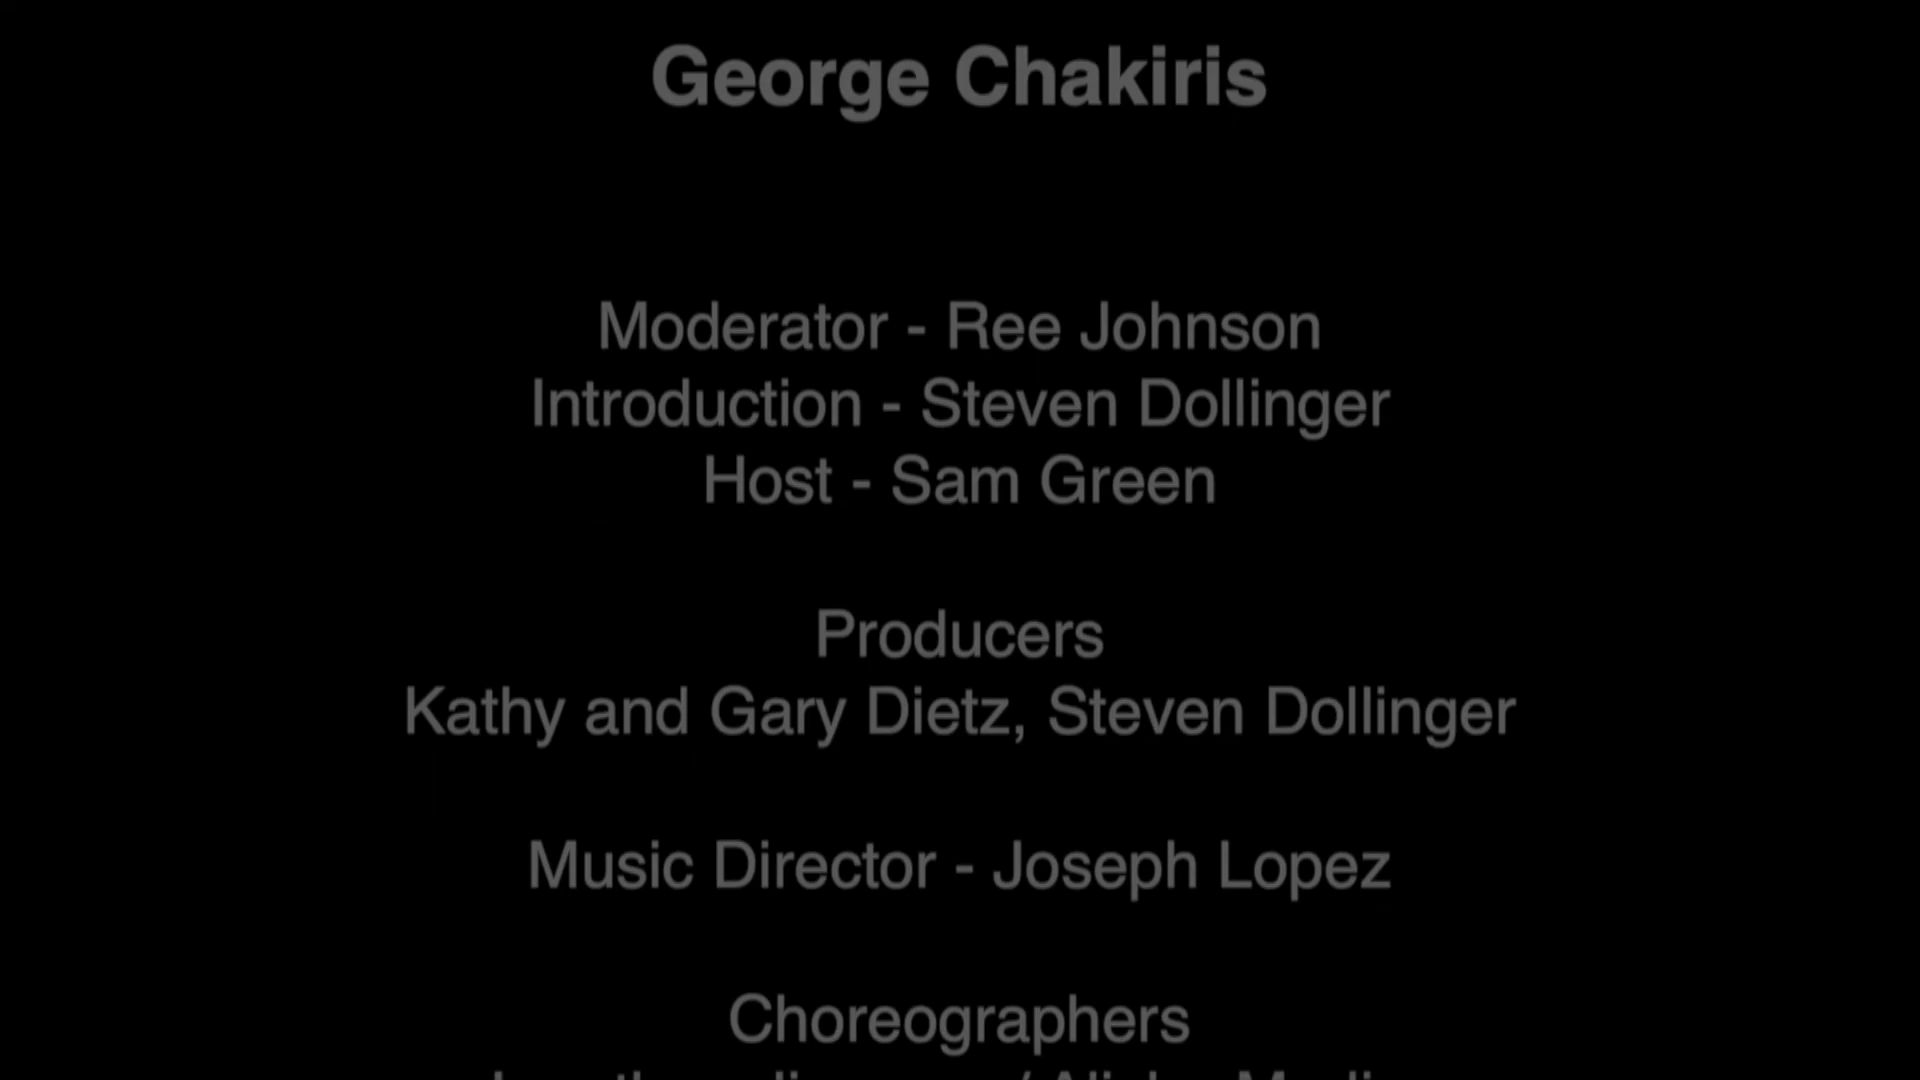 George Chakiris
Moderator - Ree Johnson
Introduction - Steven Dollinger
Host - Sam Green
Producers
Kathy and Gary Dietz, Steven Dollinger
Music Director - Joseph Lopez
Choreographers